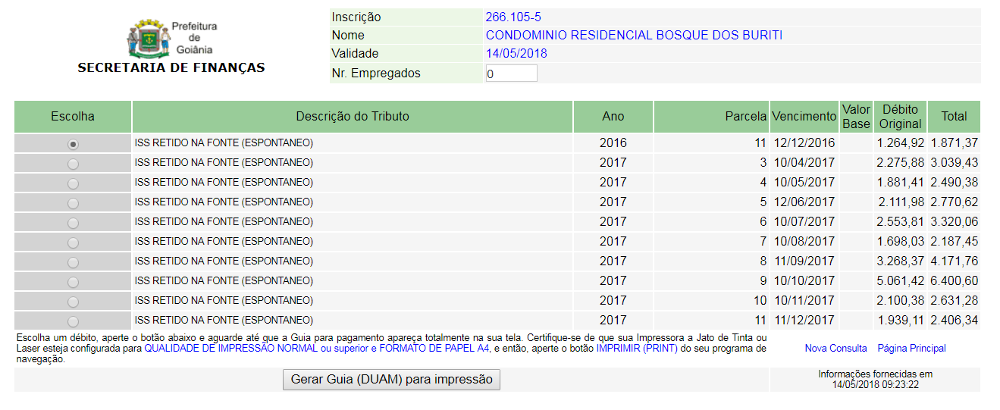 Prefeitura
de
Goiânia
SECRETARIA DE FINANÇAS
Inscrição 266.105-5
Nome CONDOMINIO RESIDENCIAL BOSQUE DOS BURITI
Validade 14/05/2018
Nr. Empregados 0
Escolha Descrição do Tributo Ano Parcela Vencimento Valor Base Débito Original Total
ISS RETIDO NA FONTE (ESPONTANEO) 2016 11 12/12/2016 1.264,92 1.871,37
ISS RETIDO NA FONTE (ESPONTANEO) 2017 3 10/04/2017 2.275,88 3.039,43
ISS RETIDO NA FONTE (ESPONTANEO) 2017 4 10/05/2017 1.881,41 2.490,38
ISS RETIDO NA FONTE (ESPONTANEO) 2017 5 12/06/2017 2.111,98 2.770,62
ISS RETIDO NA FONTE (ESPONTANEO) 2017 6 10/07/2017 2.553,81 3.320,06
ISS RETIDO NA FONTE (ESPONTANEO) 2017 7 10/08/2017 1.698,03 2.187,45
ISS RETIDO NA FONTE (ESPONTANEO) 2017 8 11/09/2017 3.268,37 4.171,76
ISS RETIDO NA FONTE (ESPONTANEO) 2017 9 10/10/2017 5.061,42 6.400,60
ISS RETIDO NA FONTE (ESPONTANEO) 2017 10 10/11/2017 2.100,38 2.631,28
ISS RETIDO NA FONTE (ESPONTANEO) 2017 11 11/12/2017 1.939,11 2.406,34
Escolha um débito, aperte o botão abaixo e aguarde até que a Guia para pagamento apareça totalmente na sua tela. Certifique-se de que sua Impressora a Jato de Tinta ou
Laser esteja configurada para QUALIDADE DE IMPRESSÃO NORMAL ou superior e FORMATO DE PAPEL A4, e então, aperte o botão IMPRIMIR (PRINT) do seu programa de
navegação.
Nova Consulta Página Principal
Gerar Guia (DUAM) para impressão
Informações fornecidas em
14/05/2018 09:23:22